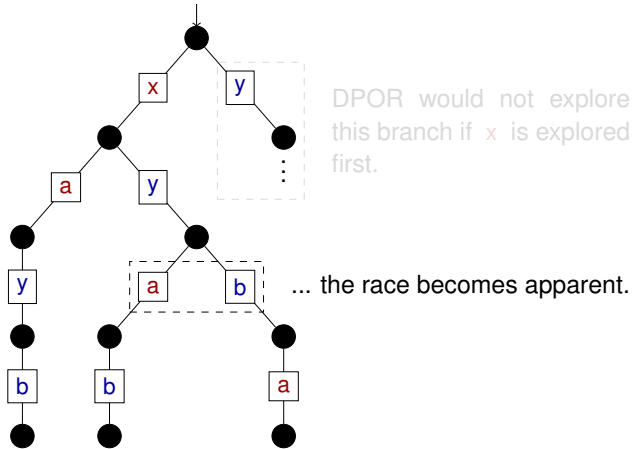 x
y
DPOR would not explore
this branch if x is explored
first.
a
y
⋮
y
a
b
... the race becomes apparent.
b
b
a